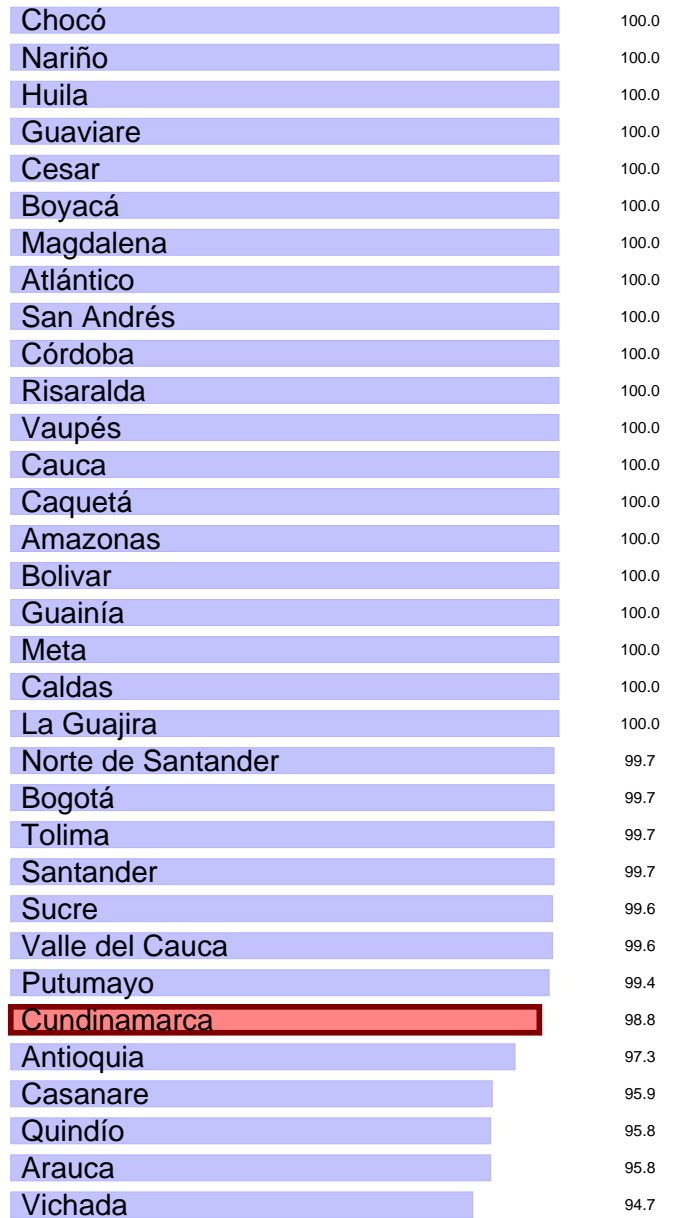 Chocó 100.0
Nariño 100.0
Huila 100.0
Guaviare 100.0
Cesar 100.0
Boyacá 100.0
Magdalena 100.0
Atlántico 100.0
San Andrés 100.0
Córdoba 100.0
Risaralda 100.0
Vaupés 100.0
Cauca 100.0
Caquetá 100.0
Amazonas 100.0
Bolivar 100.0
Guainía 100.0
Meta 100.0
Caldas 100.0
La Guajira 100.0
Norte de Santander 99.7
Bogotá 99.7
Tolima 99.7
Santander 99.7
Sucre 99.6
Valle del Cauca 99.6
Putumayo 99.4
Cundinamarca 98.8
Antioquia 97.3
Casanare 95.9
Quindío 95.8
Arauca 95.8
Vichada 94.7